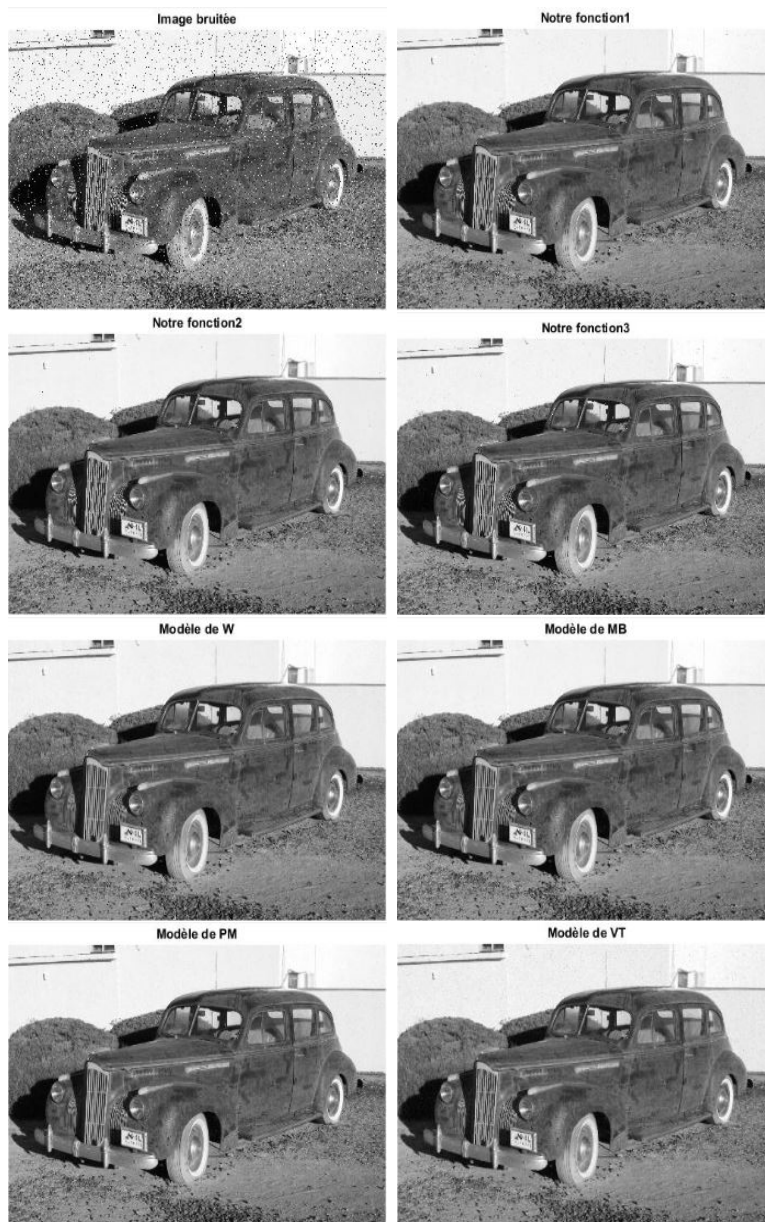 Image bruitée
Notre fonction1
Notre fonction2
Notre fonction3
Modèle de W
Modèle de MB
Modèle de PM
Modèle de VT